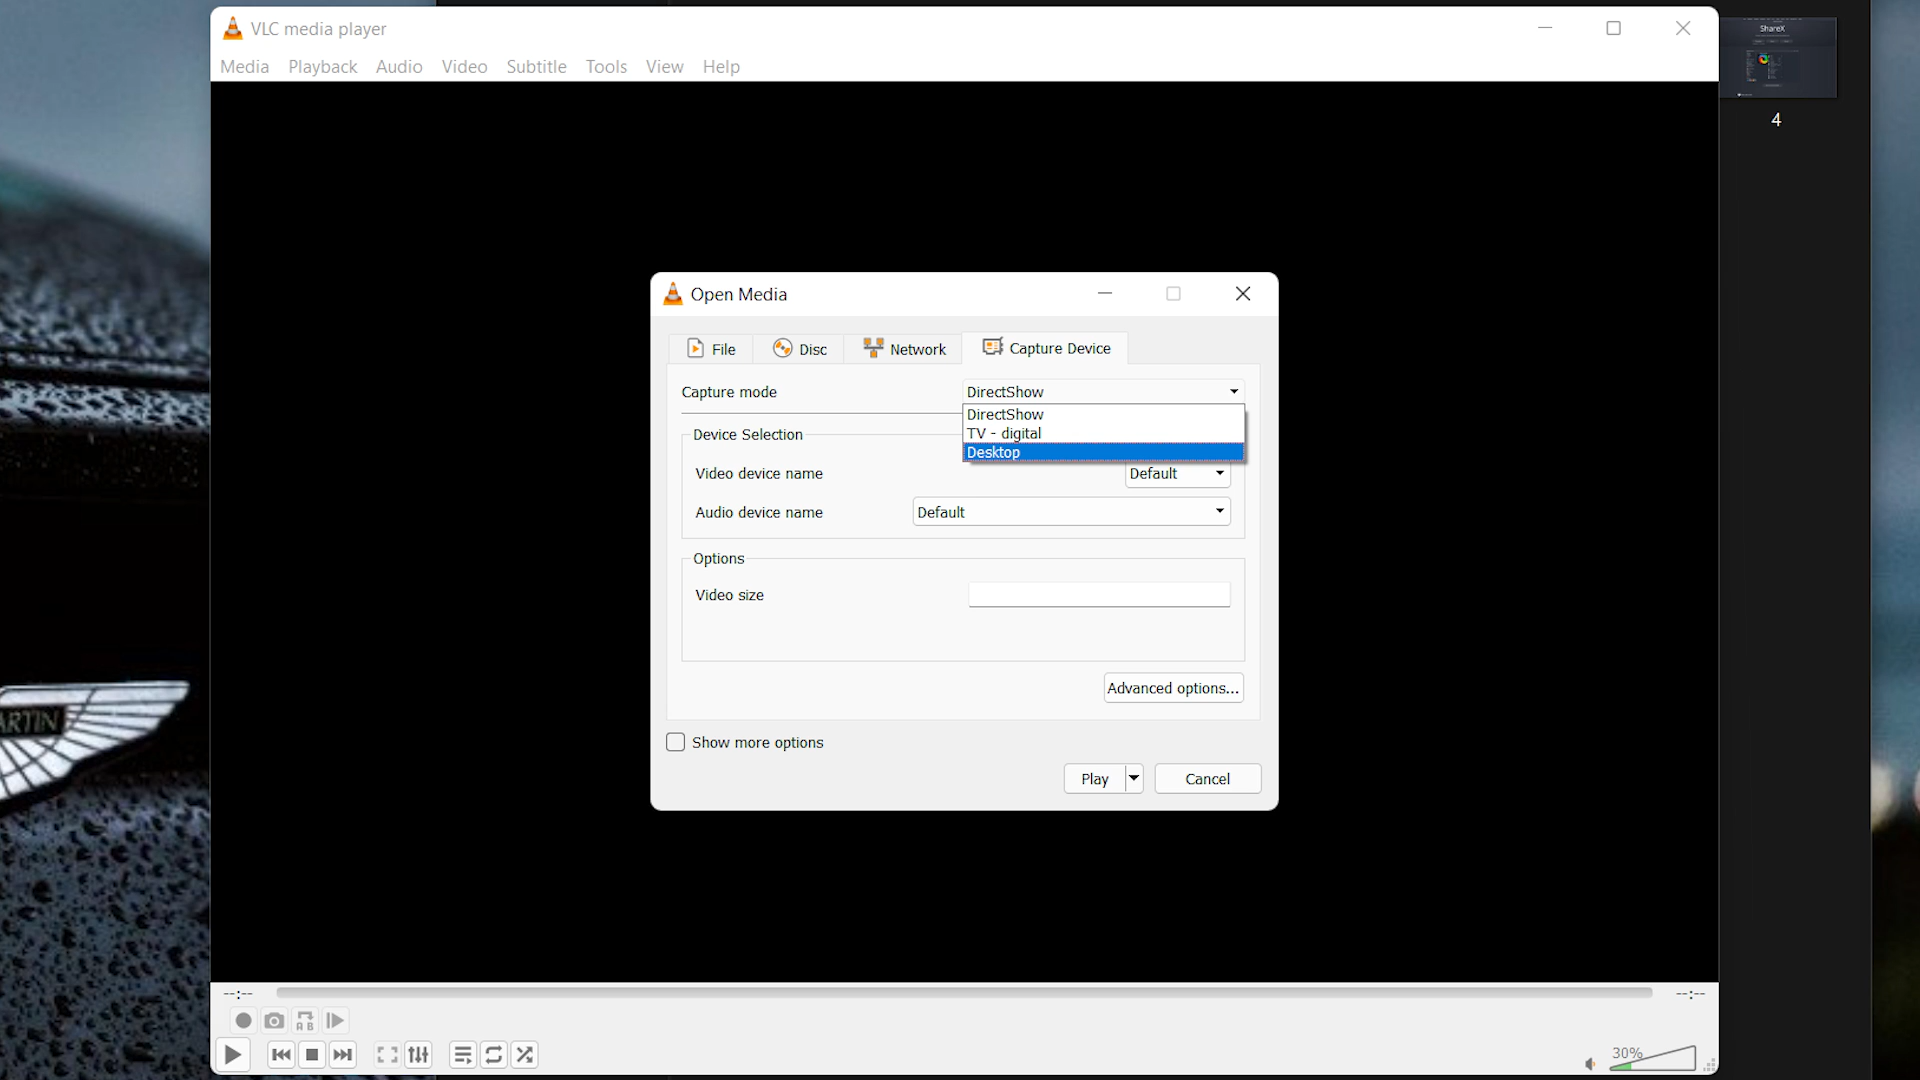 VLC media player
Media Playback Audio Video Subtitle Tools View Help
ShareX
4
Open Media
File Disc Network Capture Device
Capture mode DirectShow
DirectShow
TV - digital
Desktop
Device Selection
Video device name Default
Audio device name Default
Options
Video size
Advanced options...
Show more options
Play Cancel
ARTIN
--:-- --:--
A B
30%